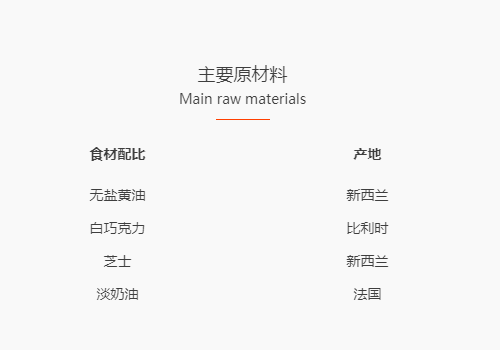 主要原材料
Main raw materials
食材配比 产地
无盐黄油 新西兰
白巧克力 比利时
芝士 新西兰
淡奶油 法国